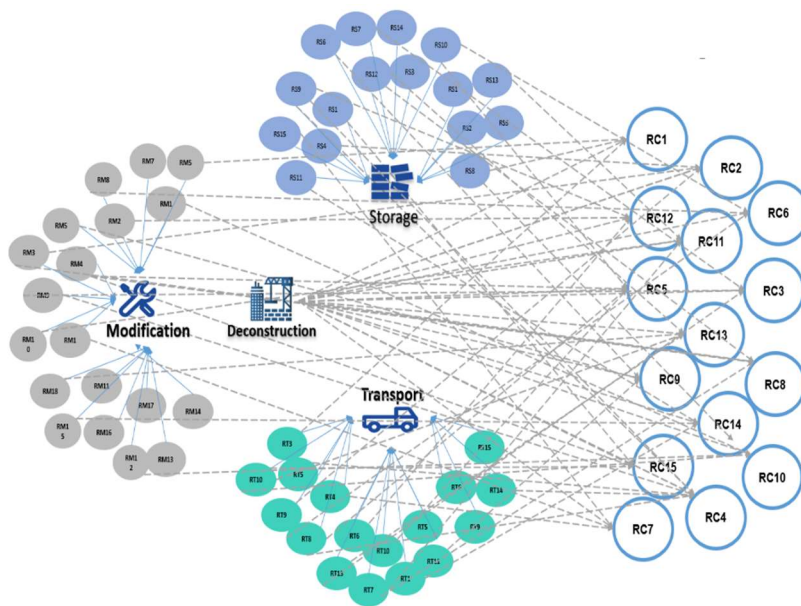 RS7
RS14
RS6
RS10
RS12
RS3
RS13
RS9
RS1
RS1
RS2
RS15
RS4
RS11
RS8
Storage
RM7
RM5
RM8
RM1
RM2
RM5
RM3
RM4
RM1
0
RM1
Modification
Deconstruction
RM18
RM11
RM17
RM14
RM1
5
RM16
RM1
2
RM13
Transport
RT3
RT10
RT5
RT4
RT9
RT8
RT6
RT10
RT5
RT14
RT13
RT7
RT1
RT12
RC1
RC2
RC6
RC12
RC11
RC5
RC3
RC13
RC9
RC8
RC14
RC15
RC10
RC7
RC4